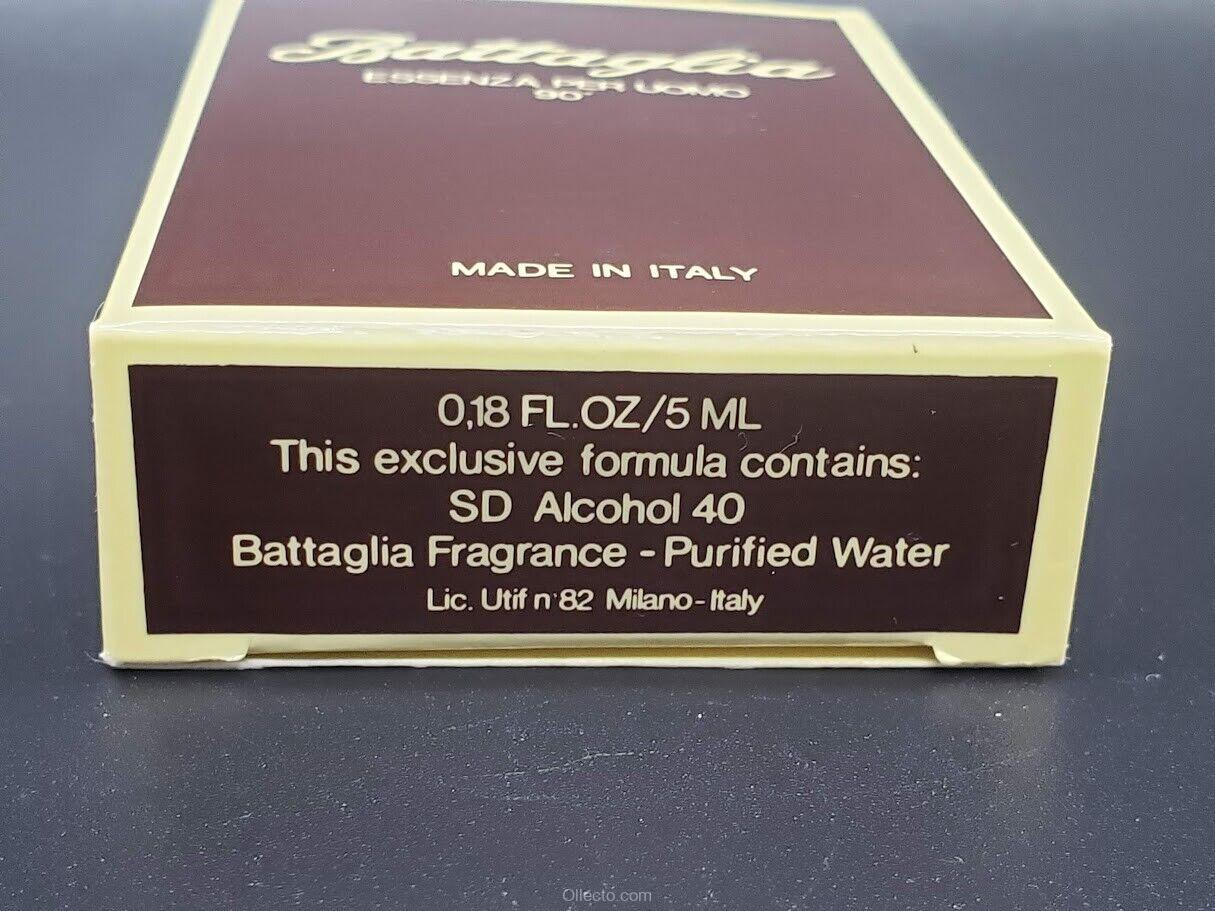 Battaglia
ESSENZA PER UOMO
90°
MADE IN ITALY
0,18 FL.OZ/5 ML
This exclusive formula contains:
SD Alcohol 40
Battaglia Fragrance - Purified Water
Lic. Utif n°82 Milano - Italy
Ollecto.com